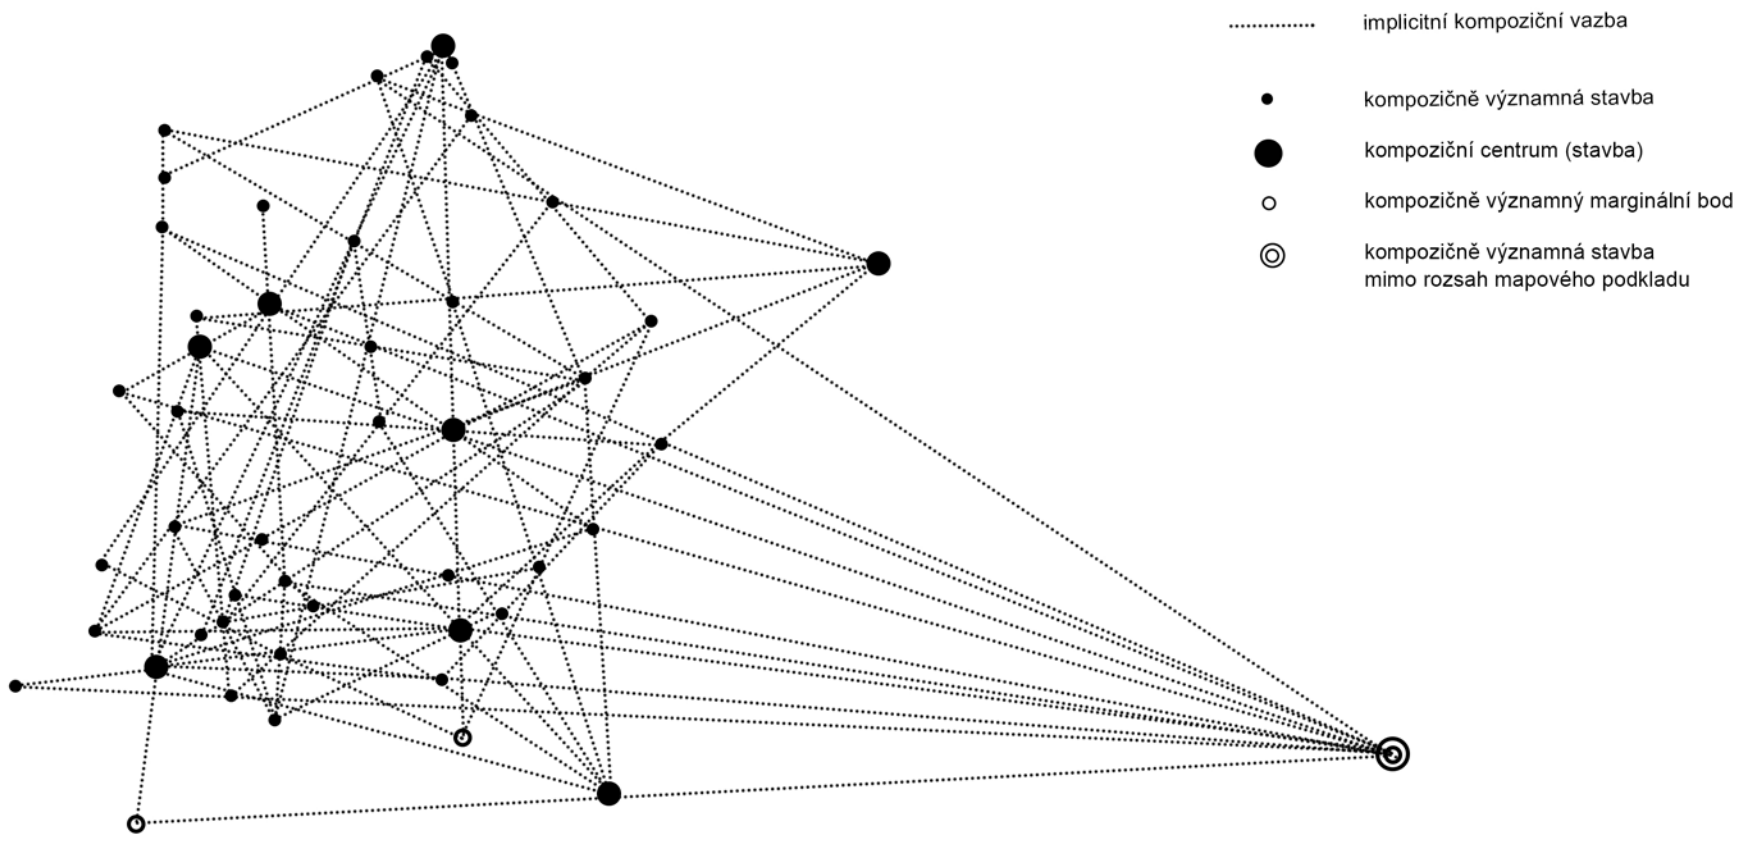 implicitní kompoziční vazba
kompozičně významná stavba
kompoziční centrum (stavba)
kompozičně významný marginální bod
kompozičně významná stavba
mimo rozsah mapového podkladu